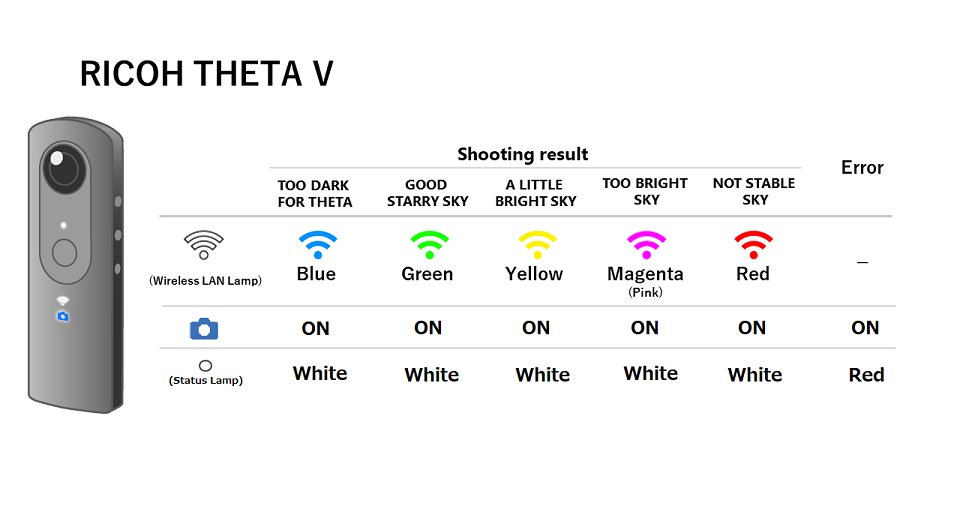 RICOH THETA V
Shooting result
Error
TOO DARK
FOR THETA
GOOD
STARRY SKY
A LITTLE
BRIGHT SKY
TOO BRIGHT
SKY
NOT STABLE
SKY
(Wireless LAN Lamp)
Blue
Green
Yellow
Magenta
(Pink)
Red
–
ON
ON
ON
ON
ON
ON
(Status Lamp)
White
White
White
White
White
Red